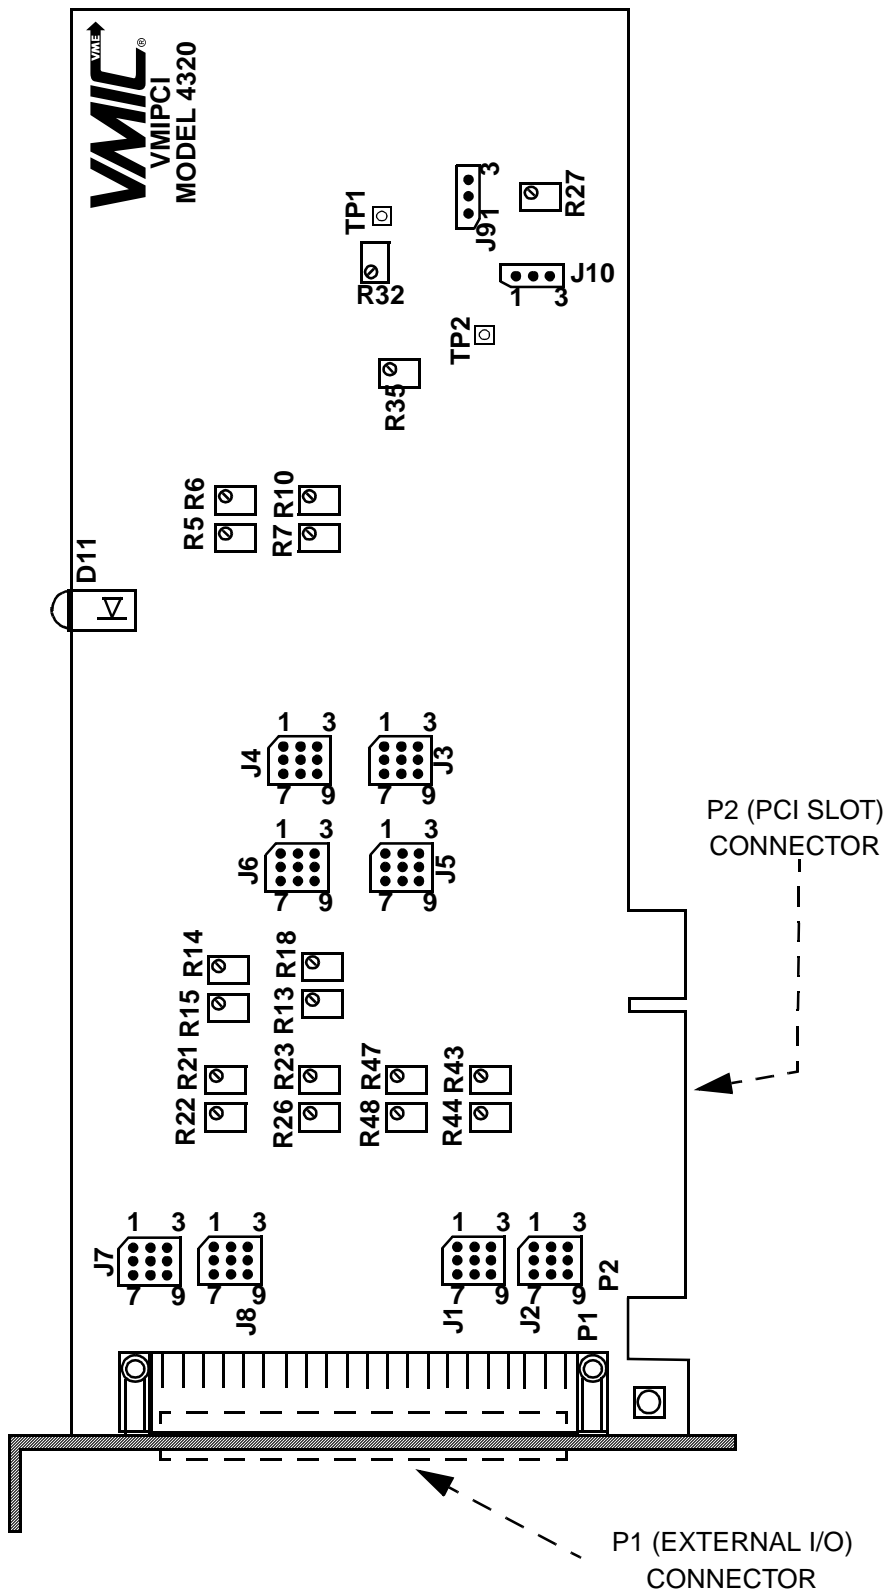 VME
VMIC®
VMIPCI
MODEL 4320
3
J91
R27
TP1
R32
J10
1 3
TP2
R35
R6
R10
R5
R7
D11
1 3
J4
7 9
1 3
J3
7 9
1 3
J6
7 9
1 3
J5
7 9
P2 (PCI SLOT)
CONNECTOR
R14
R18
R15
R13
R21
R23
R47
R43
R22
R26
R48
R44
1 3
J7
7 9
1 3
7 9
J8
1 3
7 9
J1
1 3
7 9
J2
P2
P1
P1 (EXTERNAL I/O)
CONNECTOR